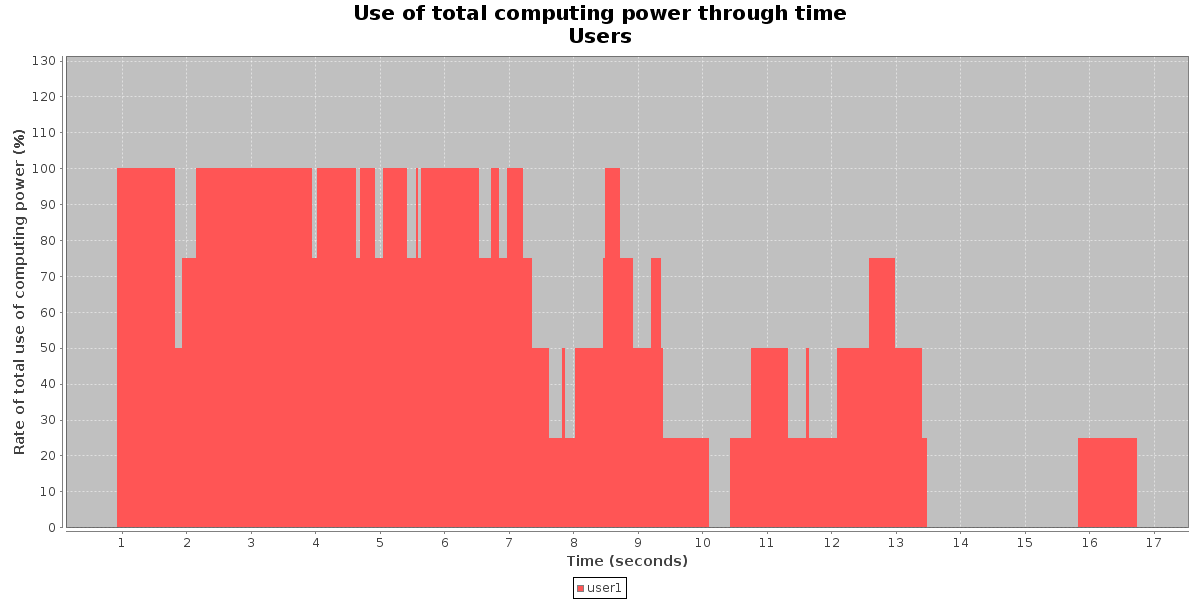 Use of total computing power through time
Users
Rate of total use of computing power (%)
130
120
110
100
90
80
70
60
50
40
30
20
10
0
1 2 3 4 5 6 7 8 9 10 11 12 13 14 15 16 17
Time (seconds)
user1